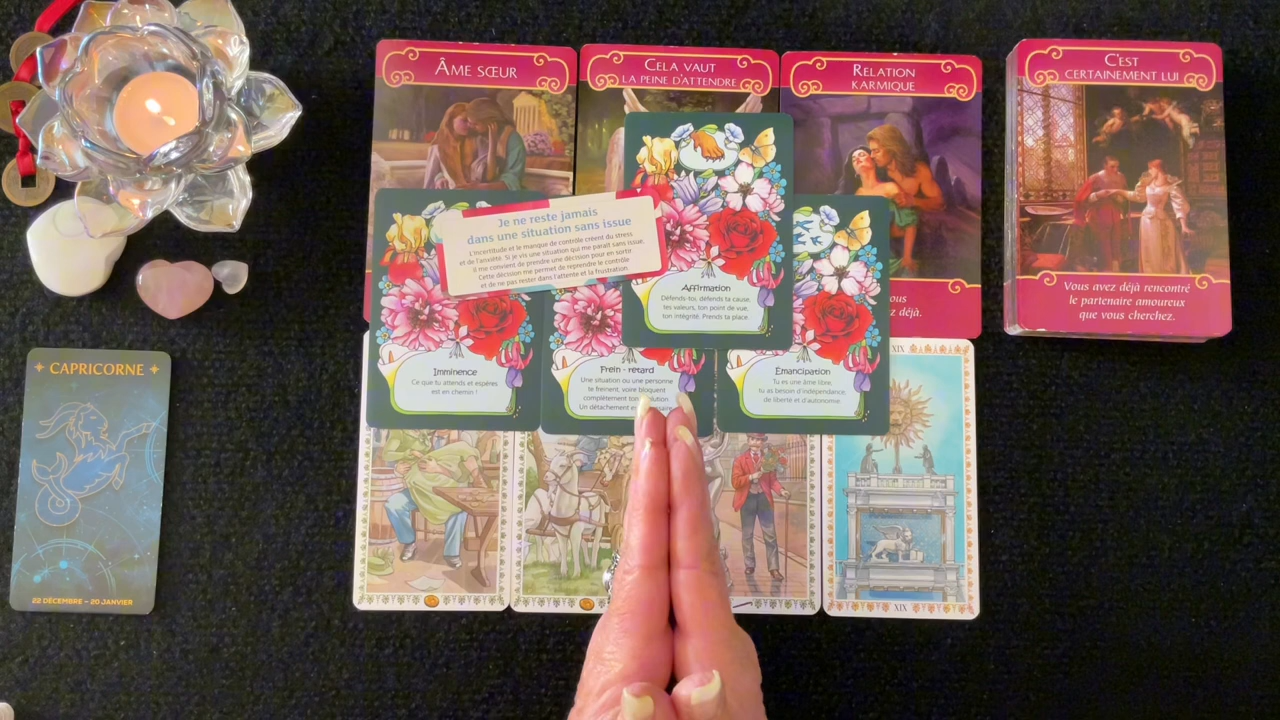 ÂME SŒUR
CELA VAUT
LA PEINE D'ATTENDRE
RELATION
KARMIQUE
C'EST
CERTAINEMENT LUI
Vous avez déjà rencontré
le partenaire amoureux
que vous cherchez.
ous
z déjà.
Je ne reste jamais
dans une situation sans issue
L'incertitude et le manque de contrôle créent du stress
et de l'anxiété. Si je vis une situation qui me paraît sans issue,
il me convient de prendre une décision pour en sortir.
Cette décision me permet de reprendre le contrôle
et de ne pas rester dans l'attente et la frustration.
Affirmation
Défends-toi, défends ta cause,
tes valeurs, ton point de vue,
ton intégrité. Prends ta place.
Imminence
Ce que tu attends et espères
est en chemin !
Frein - retard
Une situation ou une personne
te freinent, voire bloquent
complètement ton
Un détachement
Émancipation
Tu es une âme libre,
tu as besoin d'indépendance,
de liberté et d'autonomie.
CAPRICORNE
22 DÉCEMBRE – 20 JANVIER
XIX
XIX